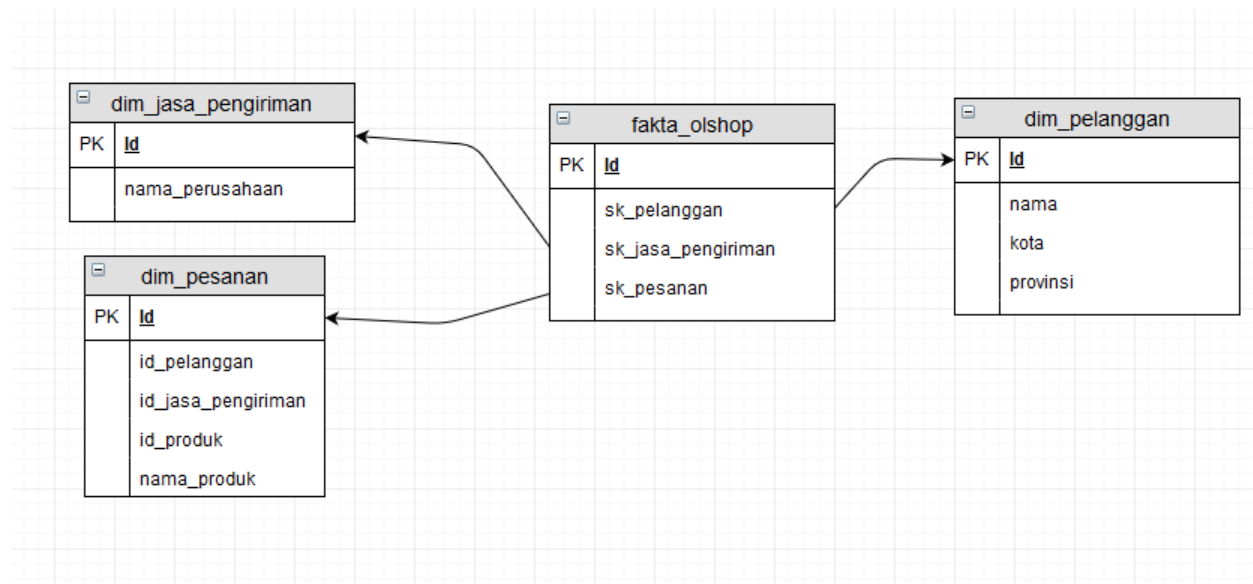 dim_jasa_pengiriman
PK Id
nama_perusahaan
dim_pesanan
PK Id
id_pelanggan
id_jasa_pengiriman
id_produk
nama_produk
fakta_olshop
PK Id
sk_pelanggan
sk_jasa_pengiriman
sk_pesanan
dim_pelanggan
PK Id
nama
kota
provinsi